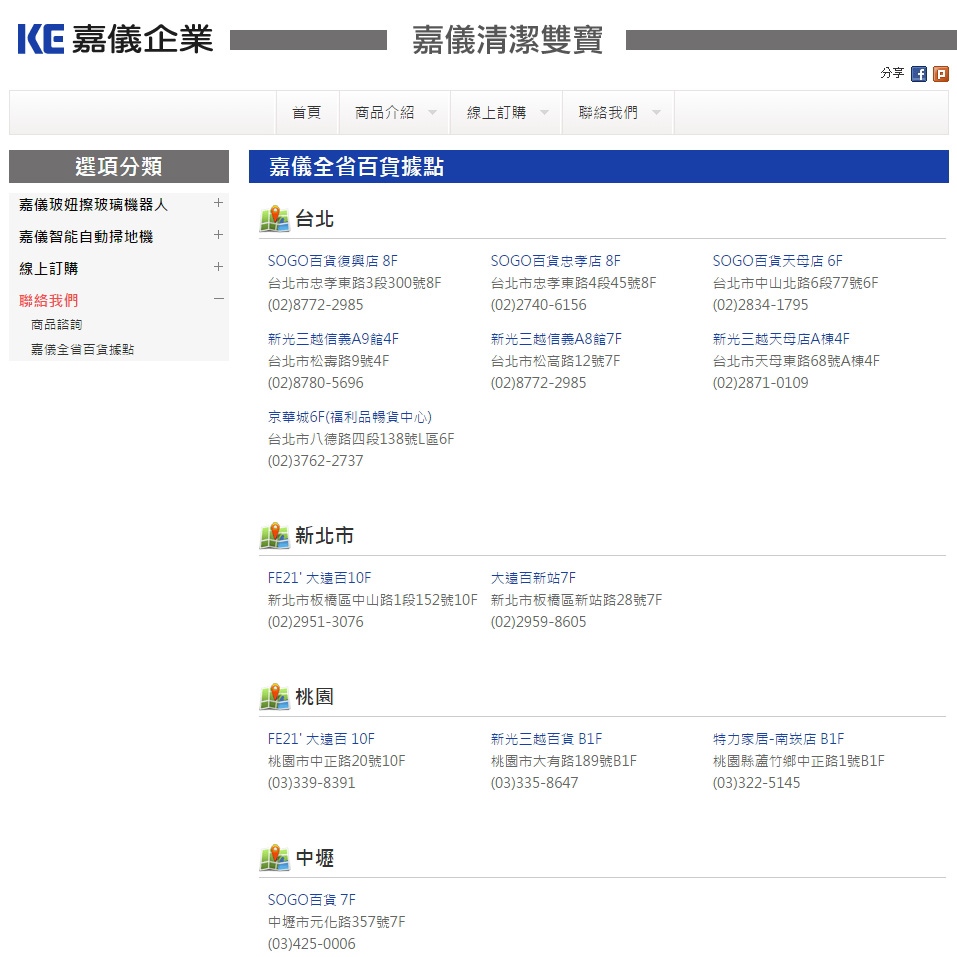 KE 嘉儀企業
嘉儀清潔雙寶
分享
首頁 商品介紹 線上訂購 聯絡我們
選項分類
嘉儀玻妞擦玻璃機器人 +
嘉儀智能自動掃地機 +
線上訂購 +
聯絡我們 −
商品諮詢
嘉儀全省百貨據點
嘉儀全省百貨據點
台北
SOGO百貨復興店 8F
台北市忠孝東路3段300號8F
(02)8772-2985
SOGO百貨忠孝店 8F
台北市忠孝東路4段45號8F
(02)2740-6156
SOGO百貨天母店 6F
台北市中山北路6段77號6F
(02)2834-1795
新光三越信義A9館4F
台北市松壽路9號4F
(02)8780-5696
新光三越信義A8館7F
台北市松高路12號7F
(02)8772-2985
新光三越天母店A棟4F
台北市天母東路68號A棟4F
(02)2871-0109
京華城6F(福利品暢貨中心)
台北市八德路四段138號L區6F
(02)3762-2737
新北市
FE21' 大遠百10F
新北市板橋區中山路1段152號10F
(02)2951-3076
大遠百新站7F
新北市板橋區新站路28號7F
(02)2959-8605
桃園
FE21' 大遠百 10F
桃園市中正路20號10F
(03)339-8391
新光三越百貨 B1F
桃園市大有路189號B1F
(03)335-8647
特力家居-南崁店 B1F
桃園縣蘆竹鄉中正路1號B1F
(03)322-5145
中壢
SOGO百貨 7F
中壢市元化路357號7F
(03)425-0006